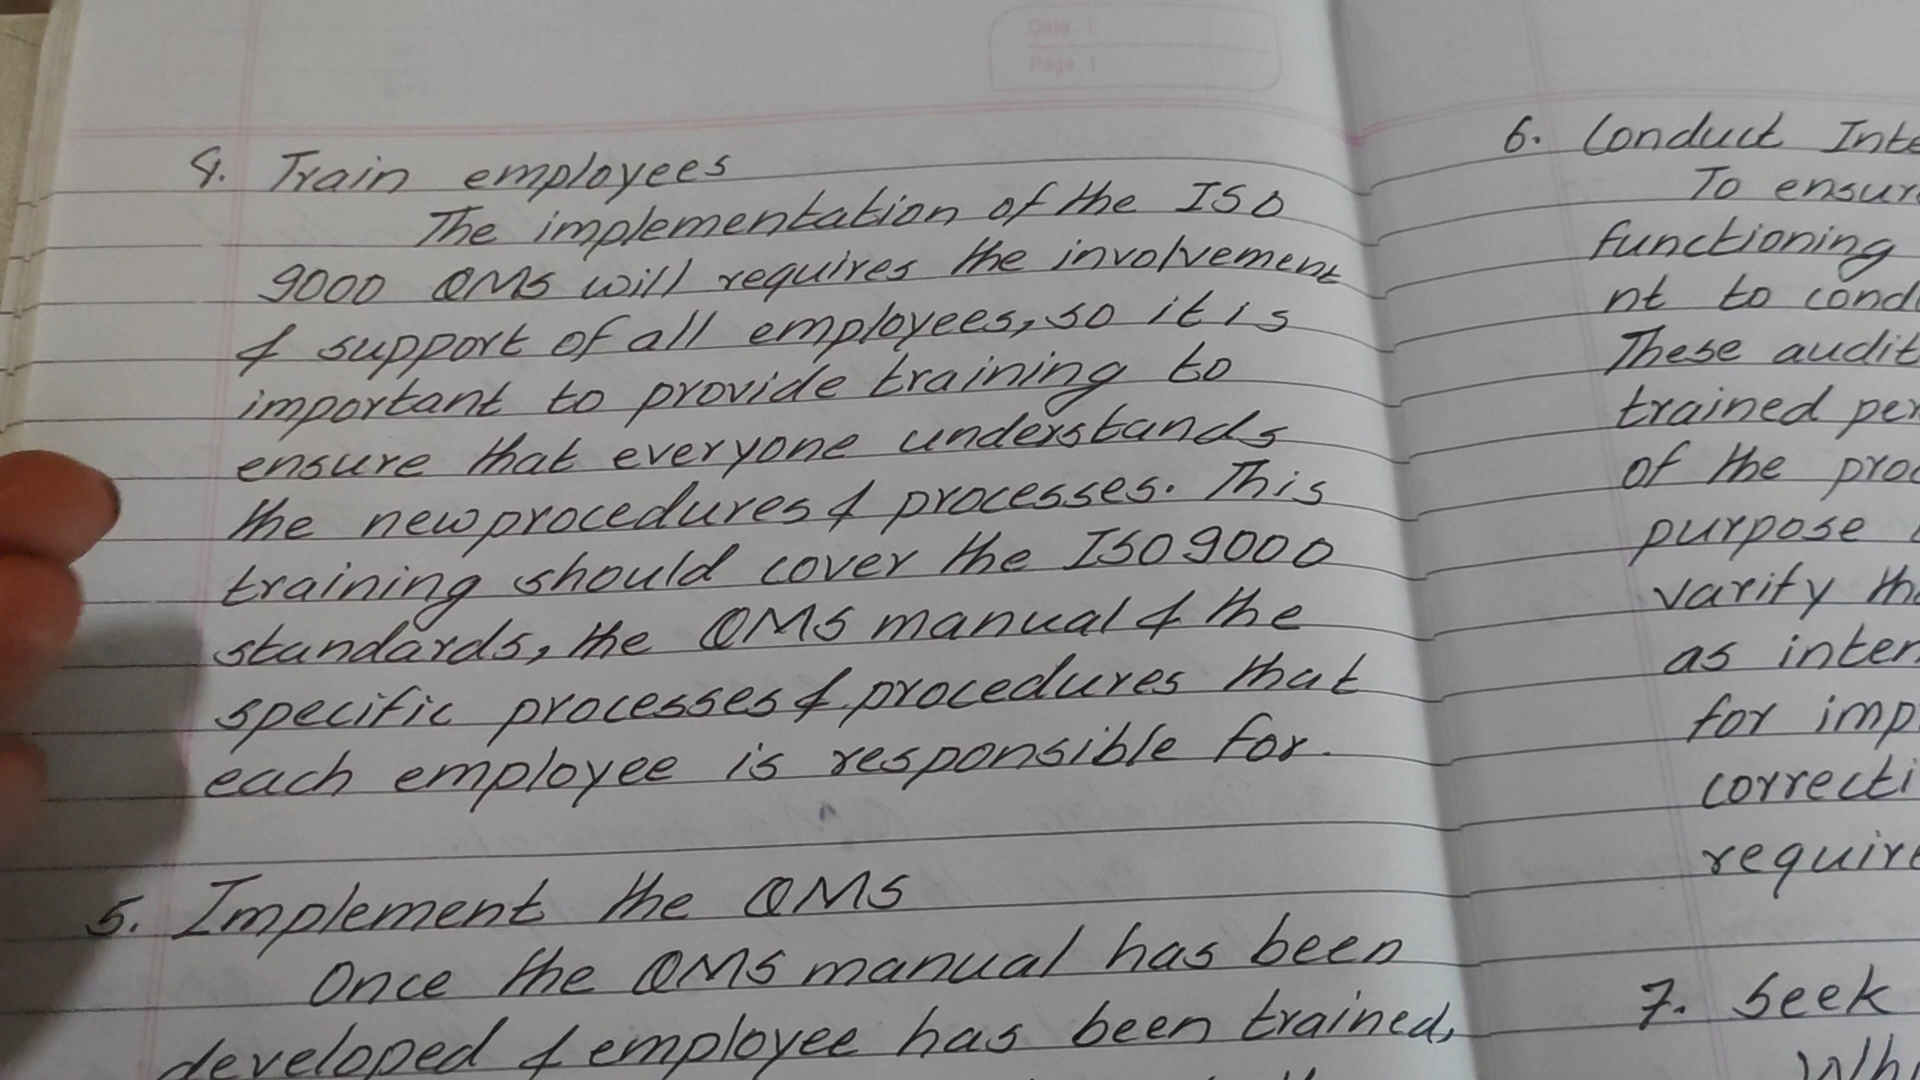 Date
Page
4. Train employees
The implementation of the ISO
9000 QMS will requires the involvement
& support of all employees, so it is
important to provide training to
ensure that everyone understands
the new procedures & processes. This
training should cover the ISO 9000
standards, the QMS manual & the
specific processes & procedures that
each employee is responsible for.
5. Implement the QMS
Once the QMS manual has been
developed & employee has been trained,
6. Conduct
To
functioning
nt to
These
trained
of the
purpose
varify
as
for
7. Seek